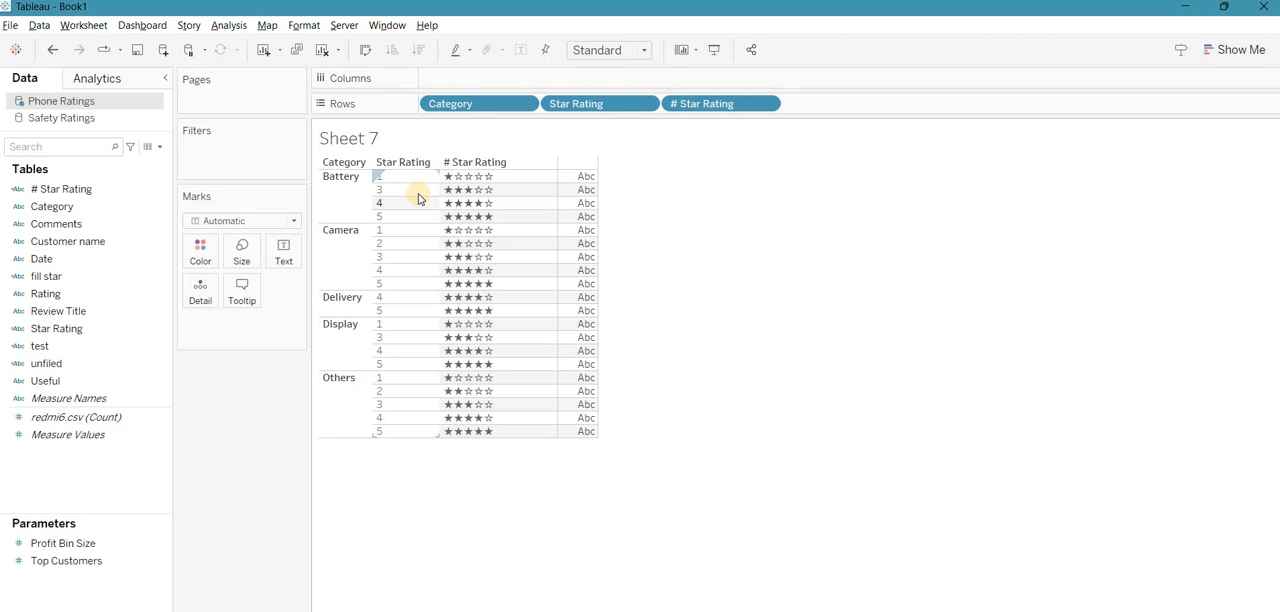 Tableau - Book1
File Data Worksheet Dashboard Story Analysis Map Format Server Window Help
Standard Show Me
Data Analytics
Phone Ratings
Safety Ratings
Search
Tables
# Star Rating
Category
Comments
Customer name
Date
fill star
Rating
Review Title
Star Rating
test
unfiled
Useful
Measure Names
redmi6.csv (Count)
Measure Values
Parameters
Profit Bin Size
Top Customers
Pages
Filters
Marks
Automatic
Color Size Text
Detail Tooltip
Columns
Rows Category Star Rating # Star Rating
Sheet 7
Category Star Rating # Star Rating
Battery 1 ★☆☆☆☆ Abc
3 ★★★☆☆ Abc
4 ★★★★☆ Abc
5 ★★★★★ Abc
Camera 1 ★☆☆☆☆ Abc
2 ★★☆☆☆ Abc
3 ★★★☆☆ Abc
4 ★★★★☆ Abc
5 ★★★★★ Abc
Delivery 4 ★★★★☆ Abc
5 ★★★★★ Abc
Display 1 ★☆☆☆☆ Abc
3 ★★★☆☆ Abc
4 ★★★★☆ Abc
5 ★★★★★ Abc
Others 1 ★☆☆☆☆ Abc
2 ★★☆☆☆ Abc
3 ★★★☆☆ Abc
4 ★★★★☆ Abc
5 ★★★★★ Abc